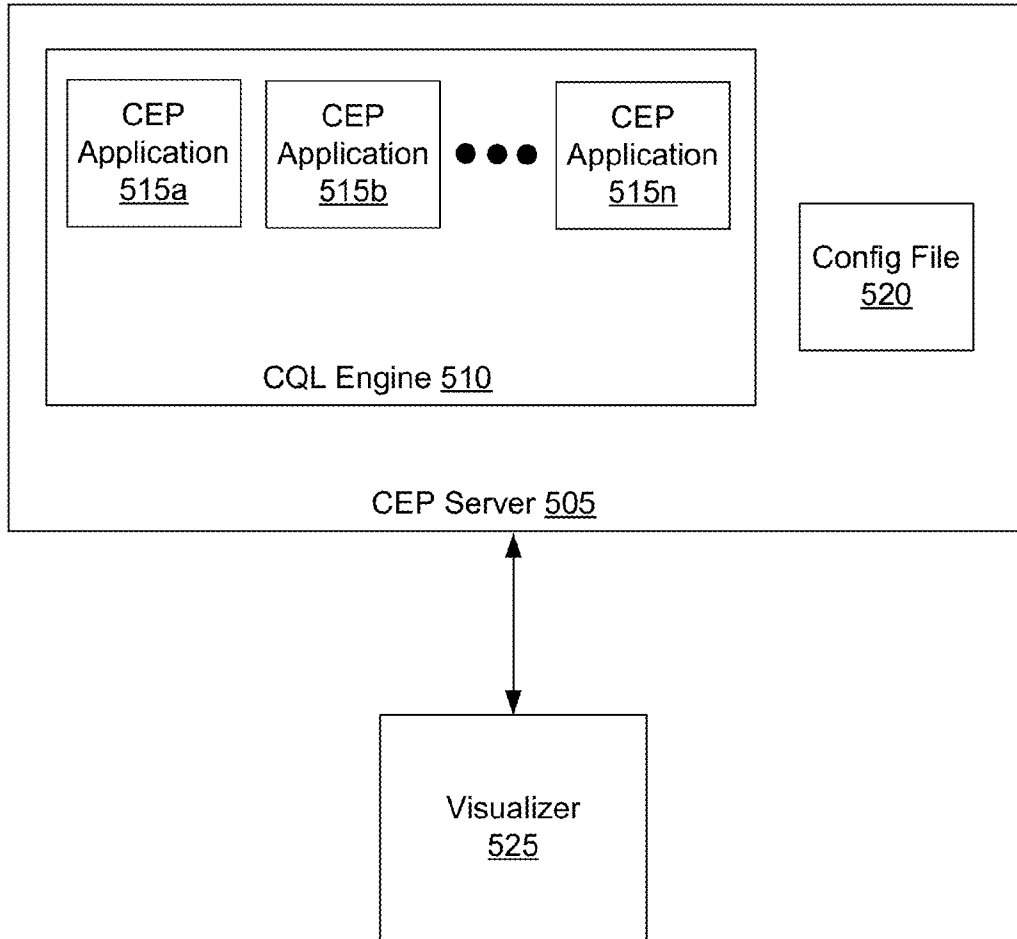 CEP
Application
515a
CEP
Application
515b
CEP
Application
515n
Config File
520
CQL Engine 510
CEP Server 505
Visualizer
525